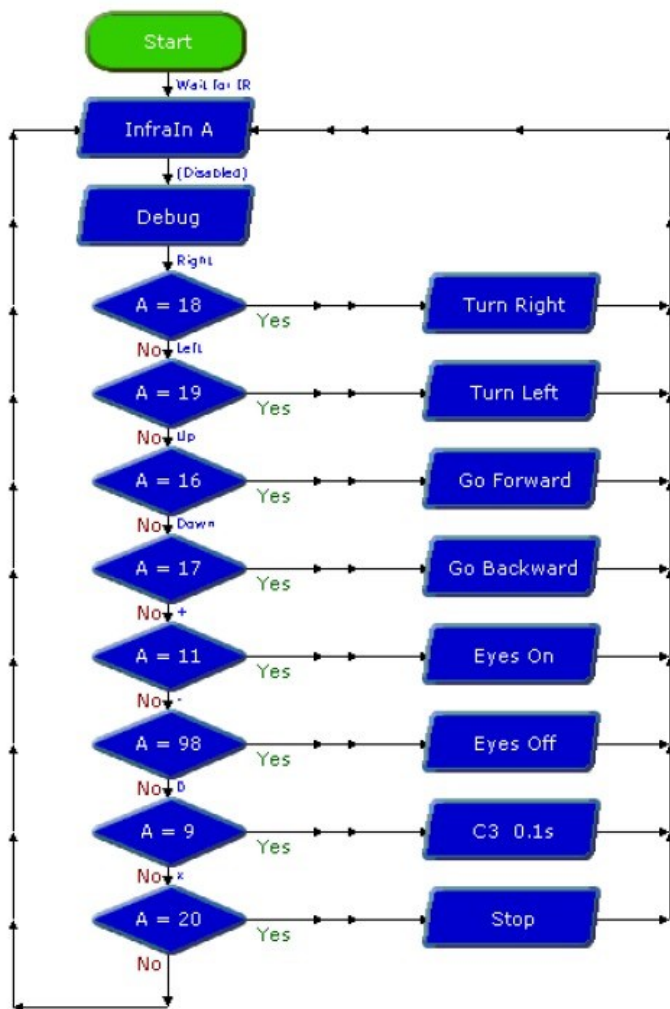 Start
Wait for IR
InfraIn A
(Disabled)
Debug
Right
A = 18
Yes
Turn Right
No
Left
A = 19
Yes
Turn Left
No
Up
A = 16
Yes
Go Forward
No
Down
A = 17
Yes
Go Backward
No
+
A = 11
Yes
Eyes On
No
-
A = 98
Yes
Eyes Off
No
A = 9
Yes
C3 0.1s
No
x
A = 20
Yes
Stop
No